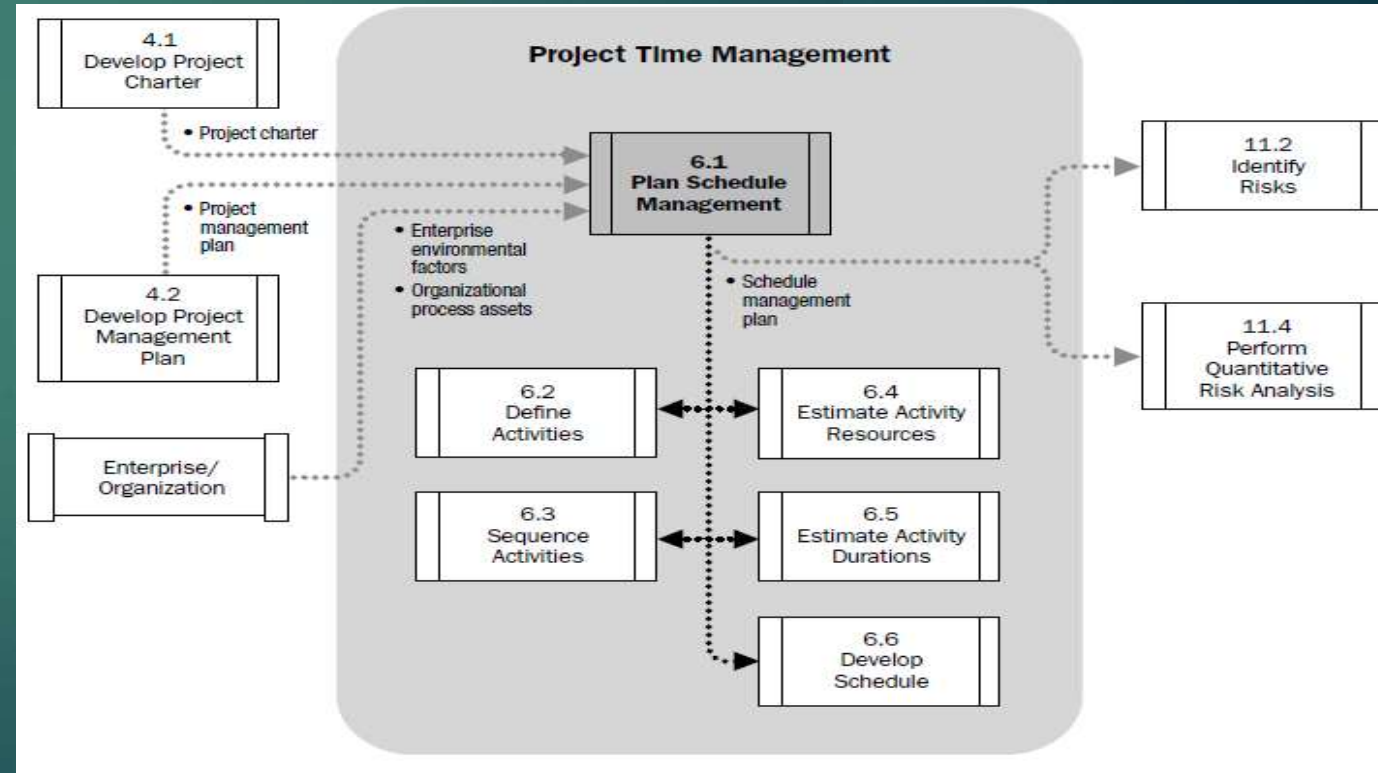 Project Time Management
4.1
Develop Project
Charter
• Project charter
6.1
Plan Schedule
Management
11.2
Identify
Risks
• Project
management
plan
• Enterprise
environmental
factors
• Organizational
process assets
4.2
Develop Project
Management
Plan
• Schedule
management
plan
11.4
Perform
Quantitative
Risk Analysis
6.2
Define
Activities
6.4
Estimate Activity
Resources
Enterprise/
Organization
6.3
Sequence
Activities
6.5
Estimate Activity
Durations
6.6
Develop
Schedule